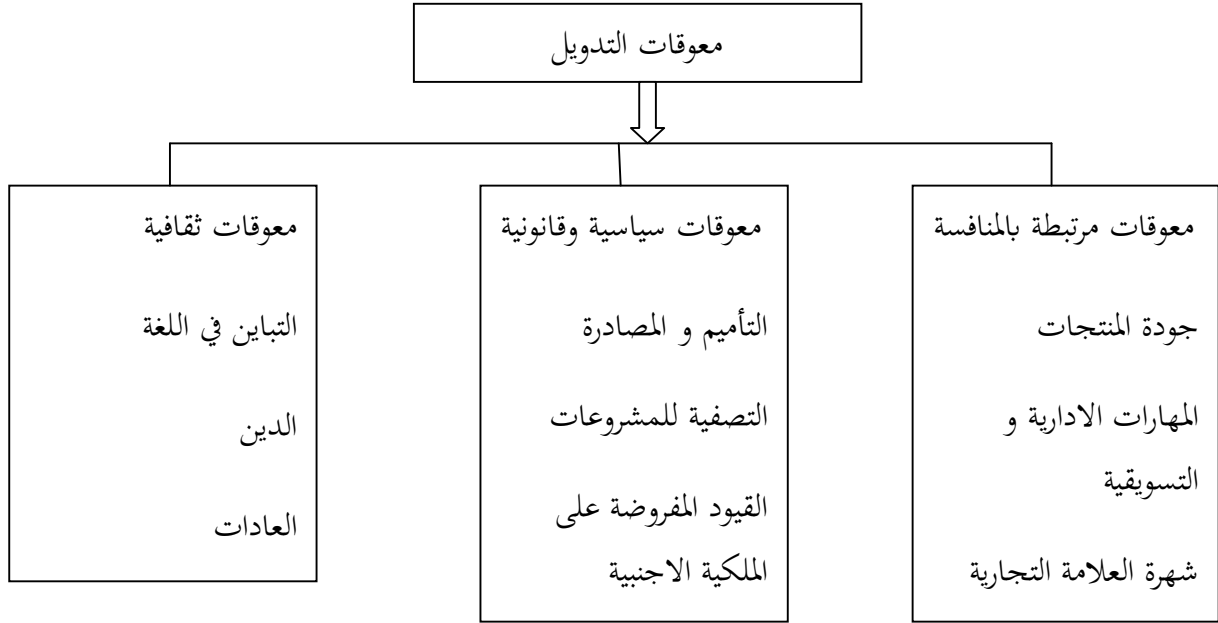 معوقات التدويل
معوقات مرتبطة بالمنافسة
جودة المنتجات
المهارات الادارية و
التسويقية
شهرة العلامة التجارية
معوقات سياسية وقانونية
التأميم و المصادرة
التصفية للمشروعات
القيود المفروضة على
الملكية الاجنبية
معوقات ثقافية
التباين في اللغة
الدين
العادات